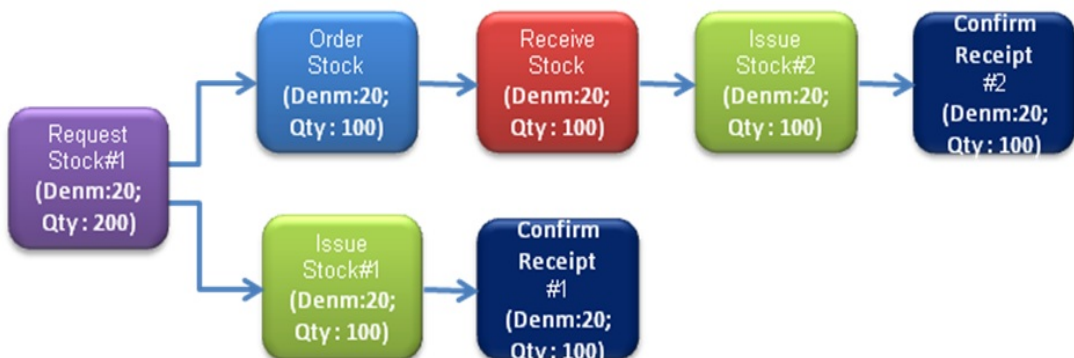 Order
Stock
(Denm:20;
Qty : 100)
Receive
Stock
(Denm:20;
Qty : 100)
Issue
Stock#2
(Denm:20;
Qty : 100)
Confirm
Receipt
#2
(Denm:20;
Qty : 100)
Request
Stock#1
(Denm:20;
Qty : 200)
Issue
Stock#1
(Denm:20;
Qty : 100)
Confirm
Receipt
#1
(Denm:20;
Qty : 100)